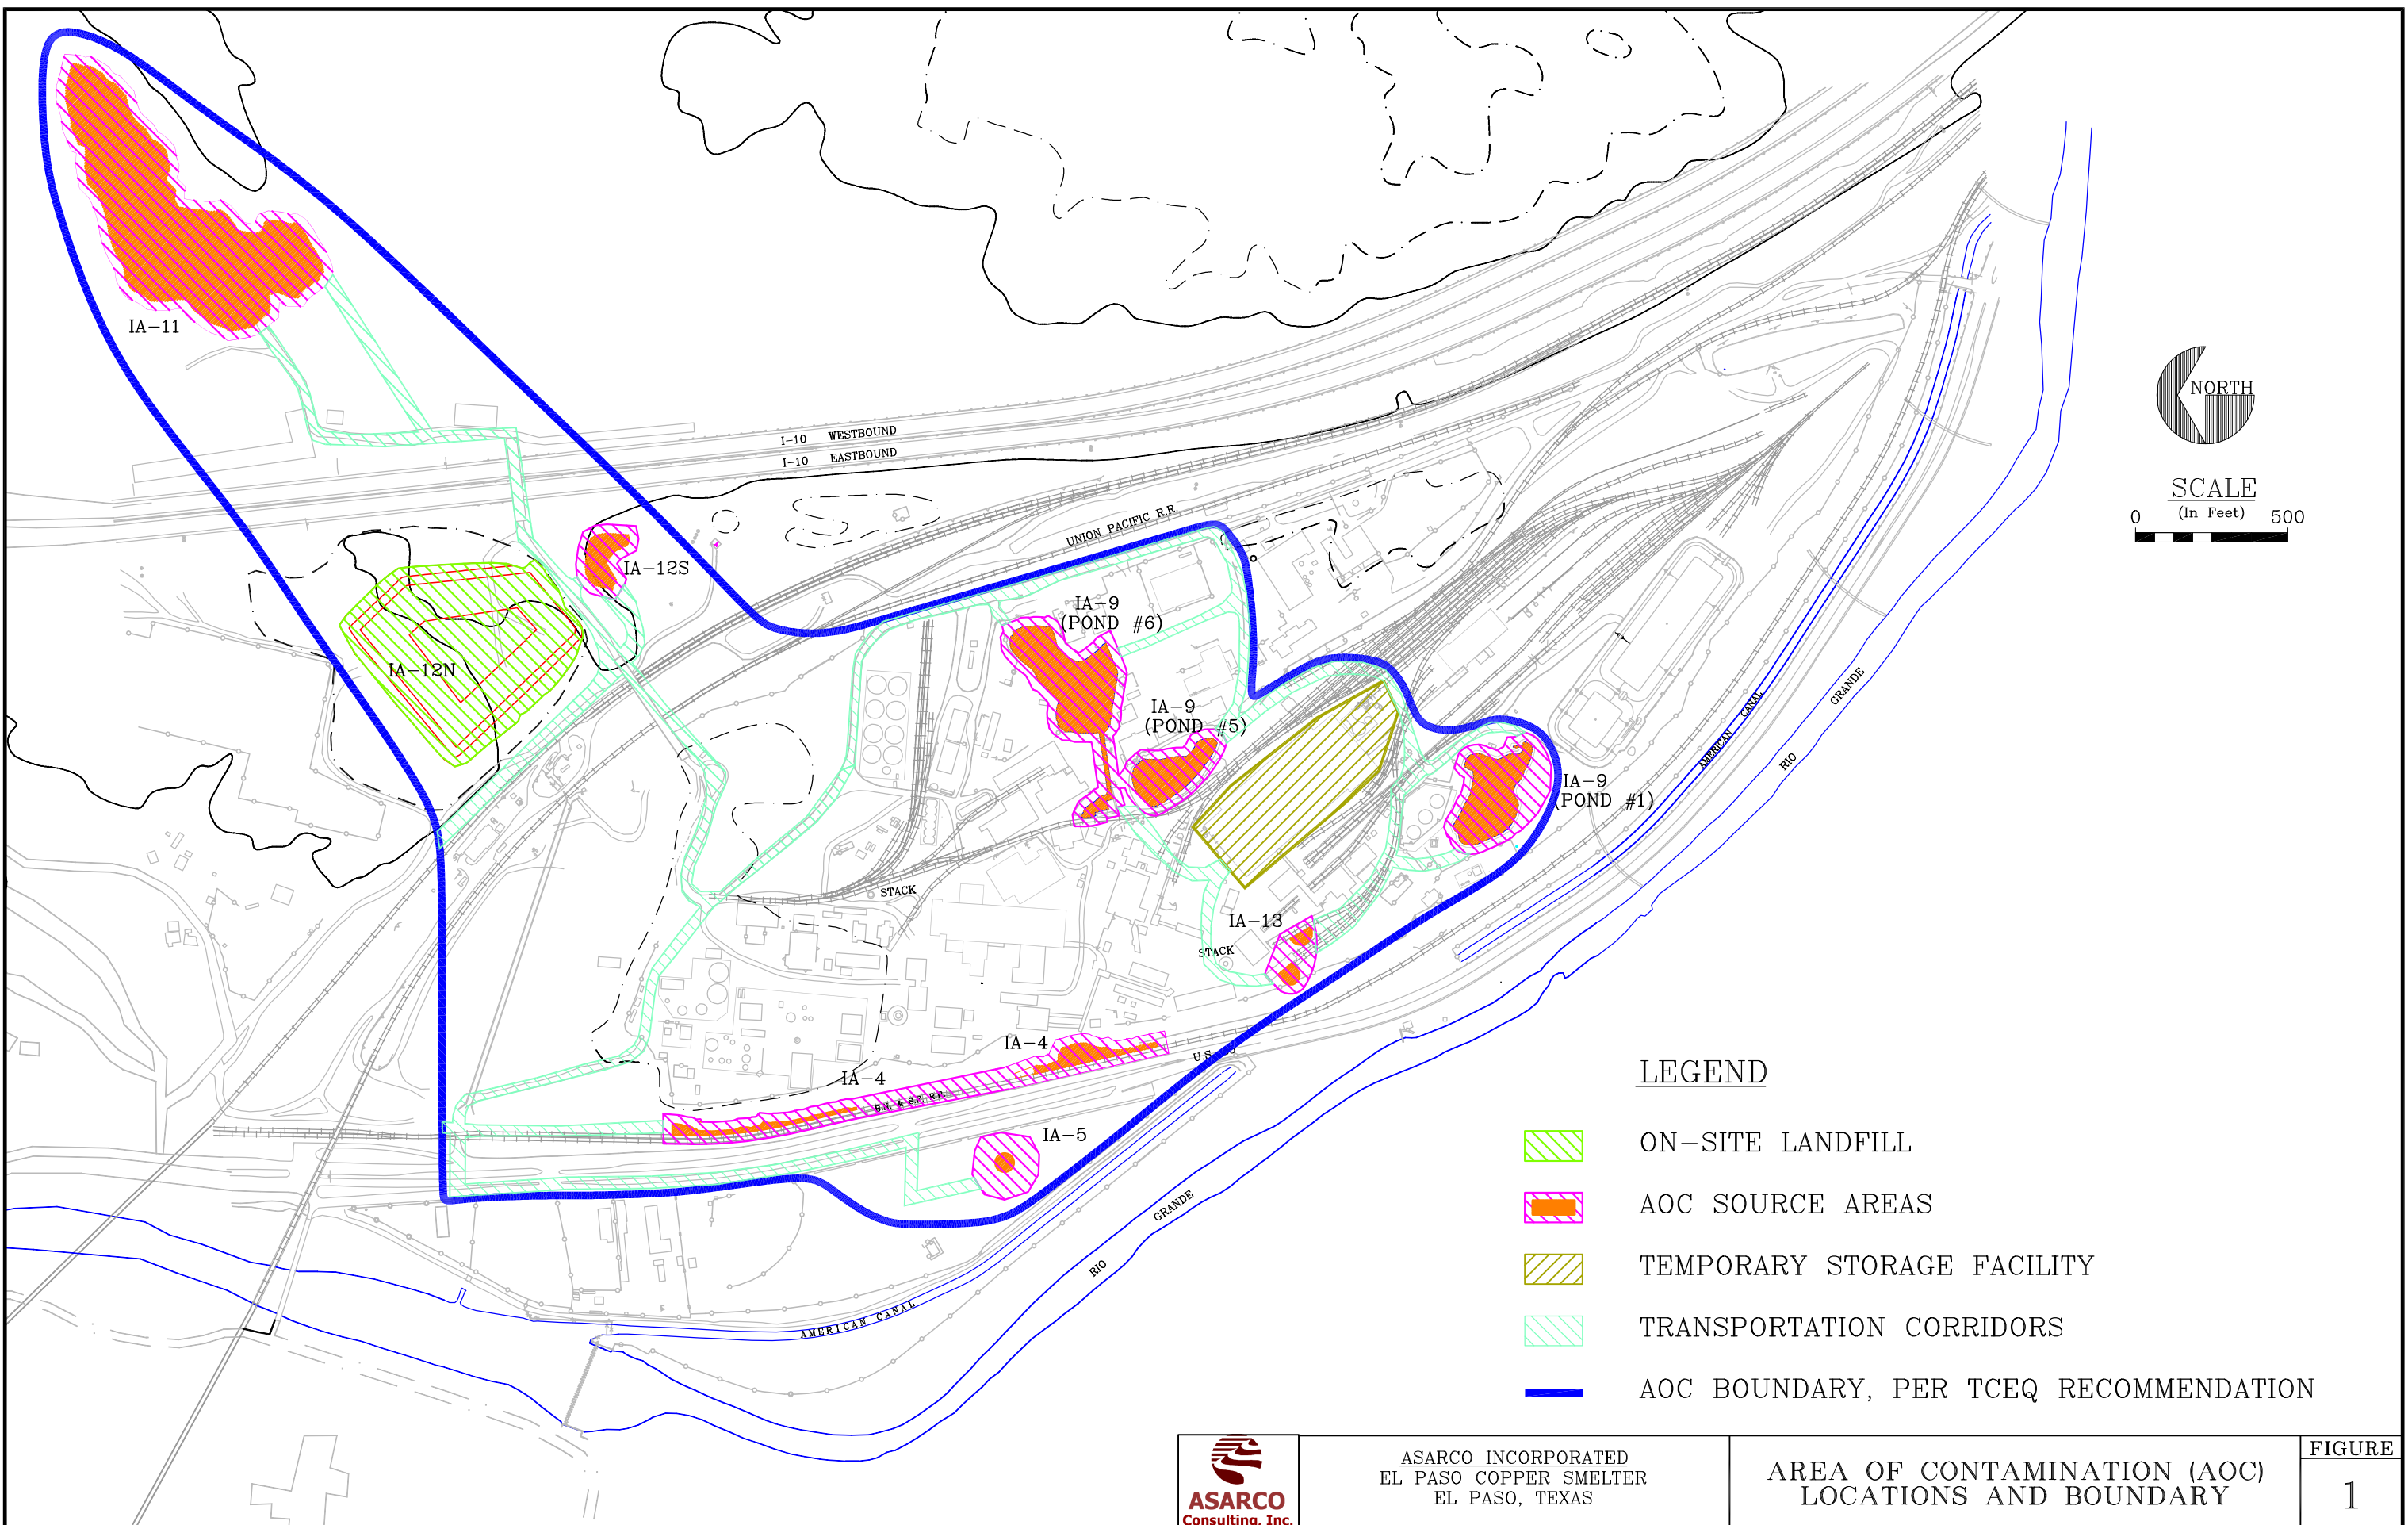 IA-11
I-10 WESTBOUND
I-10 EASTBOUND
NORTH
SCALE
(In Feet)
0 500
UNION PACIFIC R.R.
IA-12S
IA-9
(POND #6)
IA-12N
IA-9
(POND #5)
AMERICAN CANAL
RIO GRANDE
IA-9
(POND #1)
STACK
IA-13
STACK
IA-4
IA-4
U.S.
B.N. & S.F. R.R.
IA-5
RIO GRANDE
AMERICAN CANAL
LEGEND
ON-SITE LANDFILL
AOC SOURCE AREAS
TEMPORARY STORAGE FACILITY
TRANSPORTATION CORRIDORS
AOC BOUNDARY, PER TCEQ RECOMMENDATION
ASARCO
Consulting, Inc.
ASARCO INCORPORATED
EL PASO COPPER SMELTER
EL PASO, TEXAS
AREA OF CONTAMINATION (AOC)
LOCATIONS AND BOUNDARY
FIGURE
1